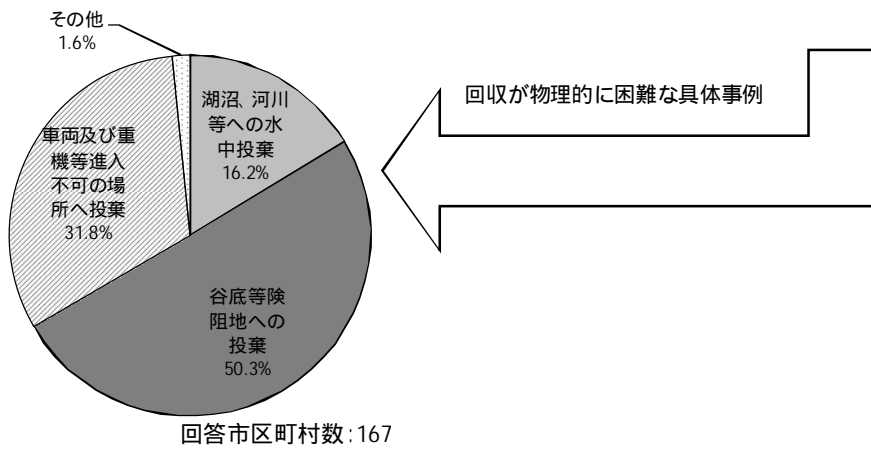 その他
1.6%
湖沼、河川
等への水
中投棄
16.2%
車両及び重
機等進入
不可の場
所へ投棄
31.8%
谷底等険
阻地への
投棄
50.3%
回答市区町村数:167
回収が物理的に困難な具体事例